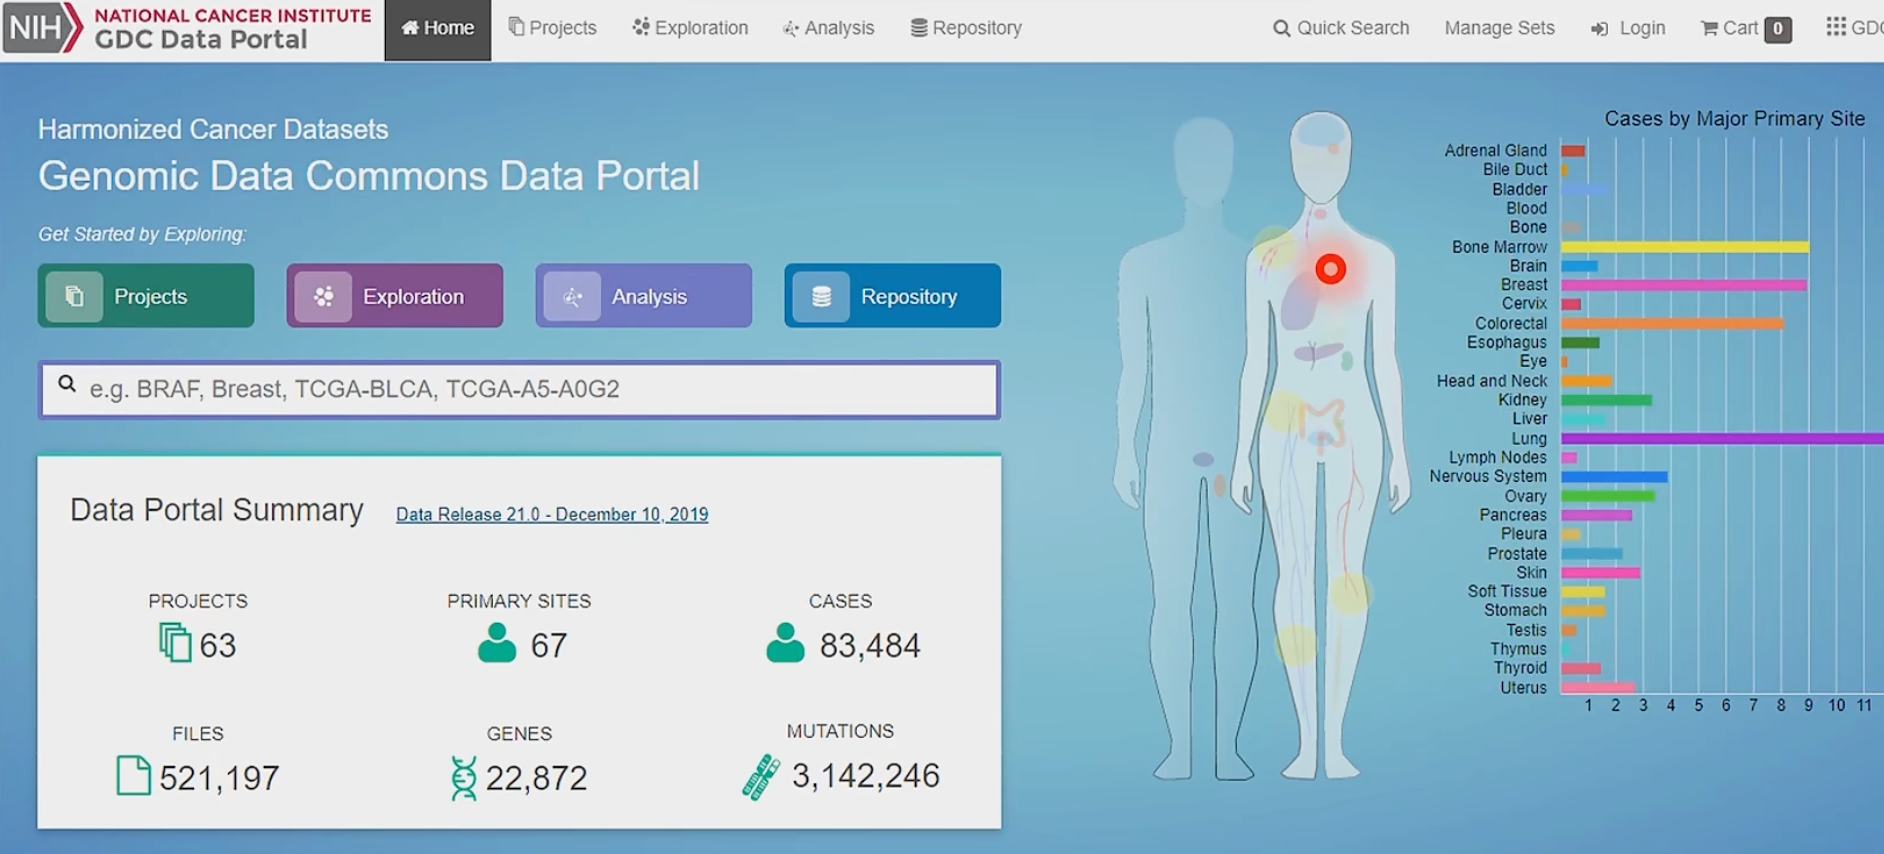 NIH NATIONAL CANCER INSTITUTE
GDC Data Portal
Home
Projects
Exploration
Analysis
Repository
Quick Search
Manage Sets
Login
Cart 0
Harmonized Cancer Datasets
Genomic Data Commons Data Portal
Get Started by Exploring:
Projects
Exploration
Analysis
Repository
e.g. BRAF, Breast, TCGA-BLCA, TCGA-A5-A0G2
Data Portal Summary
Data Release 21.0 - December 10, 2019
PROJECTS
63
PRIMARY SITES
67
CASES
83,484
FILES
521,197
GENES
22,872
MUTATIONS
3,142,246
Cases by Major Primary Site
Adrenal Gland
Bile Duct
Bladder
Blood
Bone
Bone Marrow
Brain
Breast
Cervix
Colorectal
Esophagus
Eye
Head and Neck
Kidney
Liver
Lung
Lymph Nodes
Nervous System
Ovary
Pancreas
Pleura
Prostate
Skin
Soft Tissue
Stomach
Testis
Thymus
Thyroid
Uterus
1 2 3 4 5 6 7 8 9 10 11